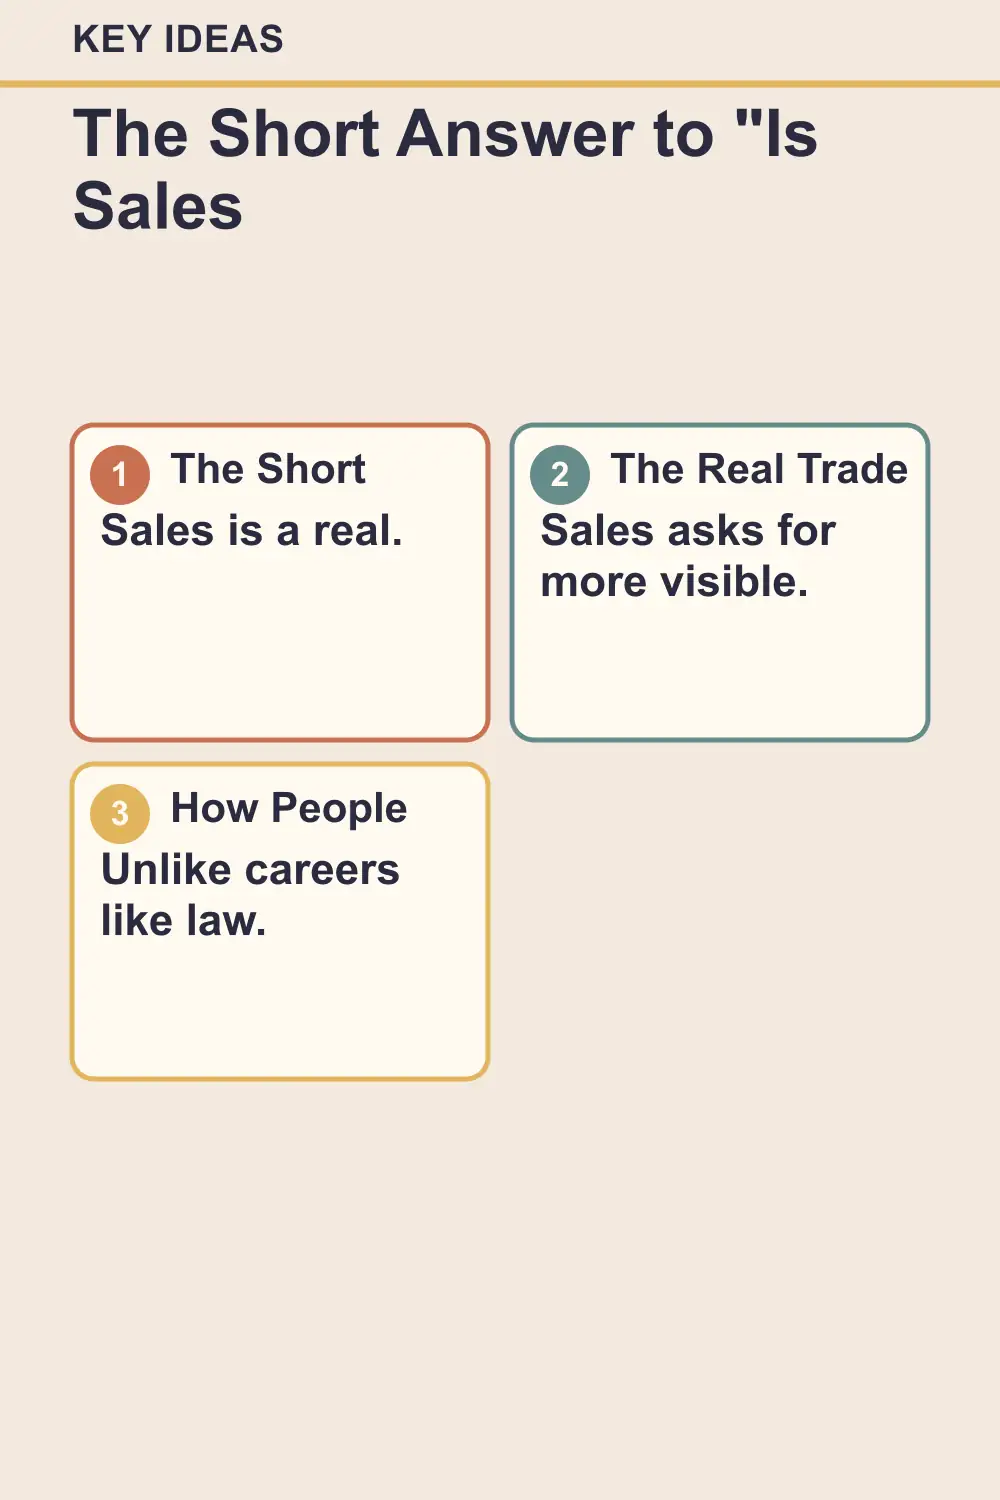 KEY IDEAS
The Short Answer to "Is
Sales
1
The Short
Sales is a real.
2
The Real Trade
Sales asks for
more visible.
3
How People
Unlike careers
like law.